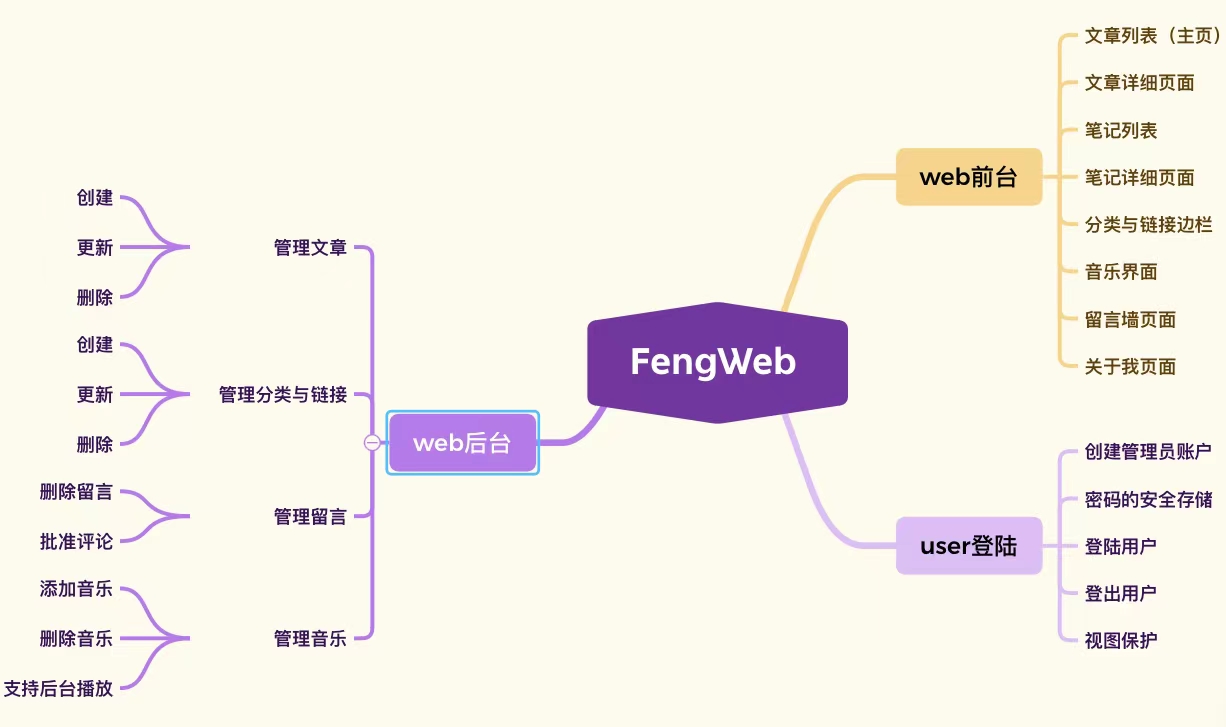 FengWeb
web前台
文章列表（主页）
文章详细页面
笔记列表
笔记详细页面
分类与链接边栏
音乐界面
留言墙页面
关于我页面
user登陆
创建管理员账户
密码的安全存储
登陆用户
登出用户
视图保护
web后台
管理文章
创建
更新
删除
管理分类与链接
创建
更新
删除
管理留言
删除留言
批准评论
管理音乐
添加音乐
删除音乐
支持后台播放